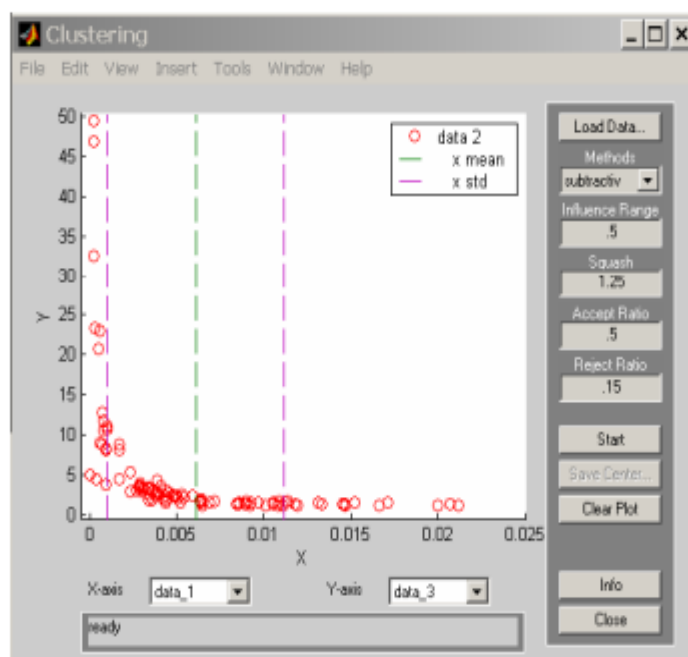 Clustering
File Edit View Insert Tools Window Help
50
45
40
35
30
25
20
15
10
5
0
Y
data 2
x mean
x std
0 0.005 0.01 0.015 0.02 0.025
X
X-axis data_1 Y-axis data_3
ready
Load Data...
Methods
subtractiv
Influence Range
.5
Squash
1.25
Accept Ratio
.5
Reject Ratio
.15
Start
Save Center...
Clear Plot
Info
Close